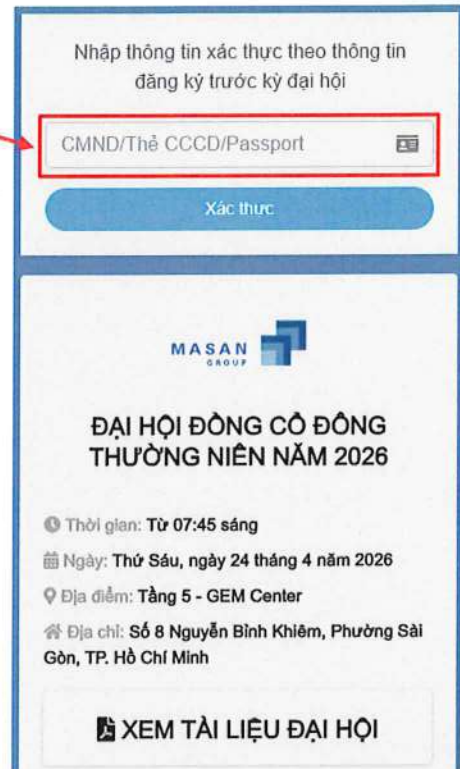 Nhập thông tin xác thực theo thông tin
đăng ký trước kỳ đại hội
CMND/Thẻ CCCD/Passport
Xác thực
MASAN
GROUP
ĐẠI HỘI ĐỒNG CỔ ĐÔNG
THƯỜNG NIÊN NĂM 2026
Thời gian: Từ 07:45 sáng
Ngày: Thứ Sáu, ngày 24 tháng 4 năm 2026
Địa điểm: Tầng 5 - GEM Center
Địa chỉ: Số 8 Nguyễn Bỉnh Khiêm, Phường Sài
Gòn, TP. Hồ Chí Minh
XEM TÀI LIỆU ĐẠI HỘI